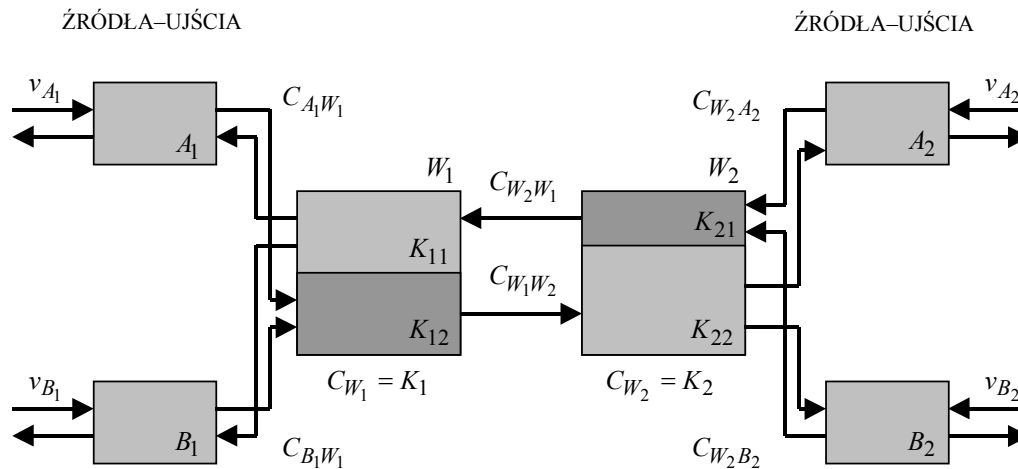 ŹRÓDŁA–UJŚCIA ŹRÓDŁA–UJŚCIA
v_{A_1} C_{A_1W_1} C_{W_2A_2} v_{A_2}
A_1 A_2
W_1 C_{W_2W_1} W_2
K_{21}
K_{11}
C_{W_1W_2}
K_{12} K_{22}
C_{W_1} = K_1 C_{W_2} = K_2
v_{B_1} v_{B_2}
B_1 B_2
C_{B_1W_1} C_{W_2B_2}